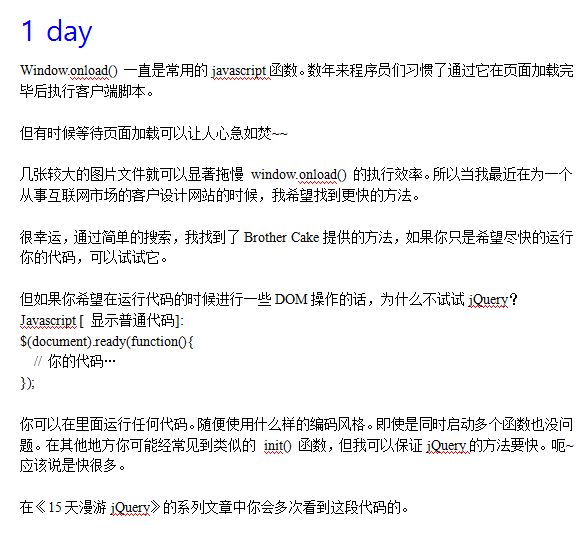 1 day
Window.onload() 一直是常用的 javascript 函数。数年来程序员们习惯了通过它在页面加载完
毕后执行客户端脚本。
但有时候等待页面加载可以让人心急如焚~~
几张较大的图片文件就可以显著拖慢 window.onload() 的执行效率。所以当我最近在为一个
从事互联网市场的客户设计网站的时候，我希望找到更快的方法。
很幸运，通过简单的搜索，我找到了 Brother Cake 提供的方法，如果你只是希望尽快的运行
你的代码，可以试试它。
但如果你希望在运行代码的时候进行一些 DOM 操作的话，为什么不试试 jQuery？
Javascript [ 显示普通代码]:
$(document).ready(function(){
// 你的代码…
});
你可以在里面运行任何代码。随便使用什么样的编码风格。即使是同时启动多个函数也没问
题。在其他地方你可能经常见到类似的 init() 函数，但我可以保证 jQuery 的方法要快。呃~
应该说是快很多。
在《15 天漫游 jQuery》的系列文章中你会多次看到这段代码的。